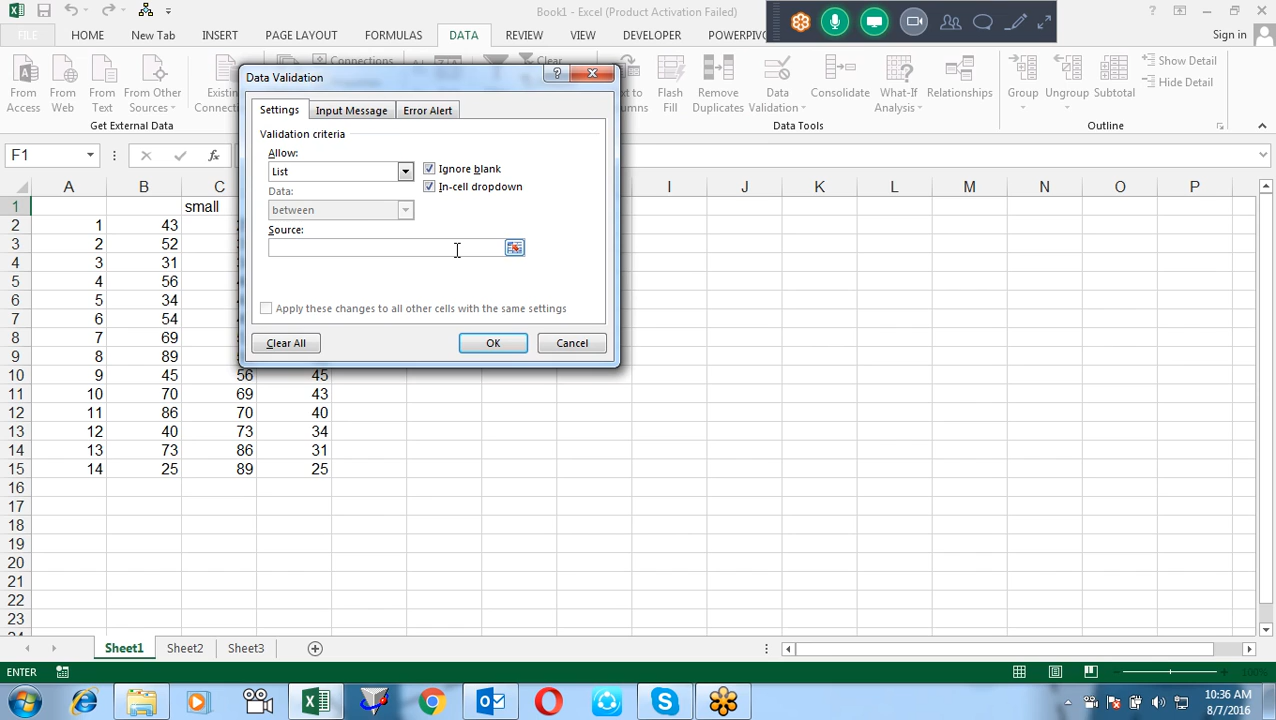 Book1 - Excel (Product Activation Failed)
FILE New Job INSERT PAGE LAYOUT FORMULAS DATA REVIEW VIEW DEVELOPER POWERPIV Sign in
Connections Clear Show Detail
Hide Detail
From Access From Web From Text From Other Sources Existing Flash Fill Remove Duplicates Data Validation Consolidate What-If Analysis Relationships Group Ungroup Subtotal
Get External Data Data Tools Outline
F1
Data Validation
Settings Input Message Error Alert
Validation criteria
Allow:
List Ignore blank
Data: In-cell dropdown
between
Source:
Apply these changes to all other cells with the same settings
Clear All OK Cancel
A B C I J K L M N O P
1 small
2 1 43
3 2 52
4 3 31
5 4 56
6 5 34
7 6 54
8 7 69
9 8 89
10 9 45 56 45
11 10 70 69 43
12 11 86 70 40
13 12 40 73 34
14 13 73 86 31
15 14 25 89 25
16
17
18
19
20
21
22
23
Sheet1 Sheet2 Sheet3
ENTER 100%
10:36 AM
8/7/2016